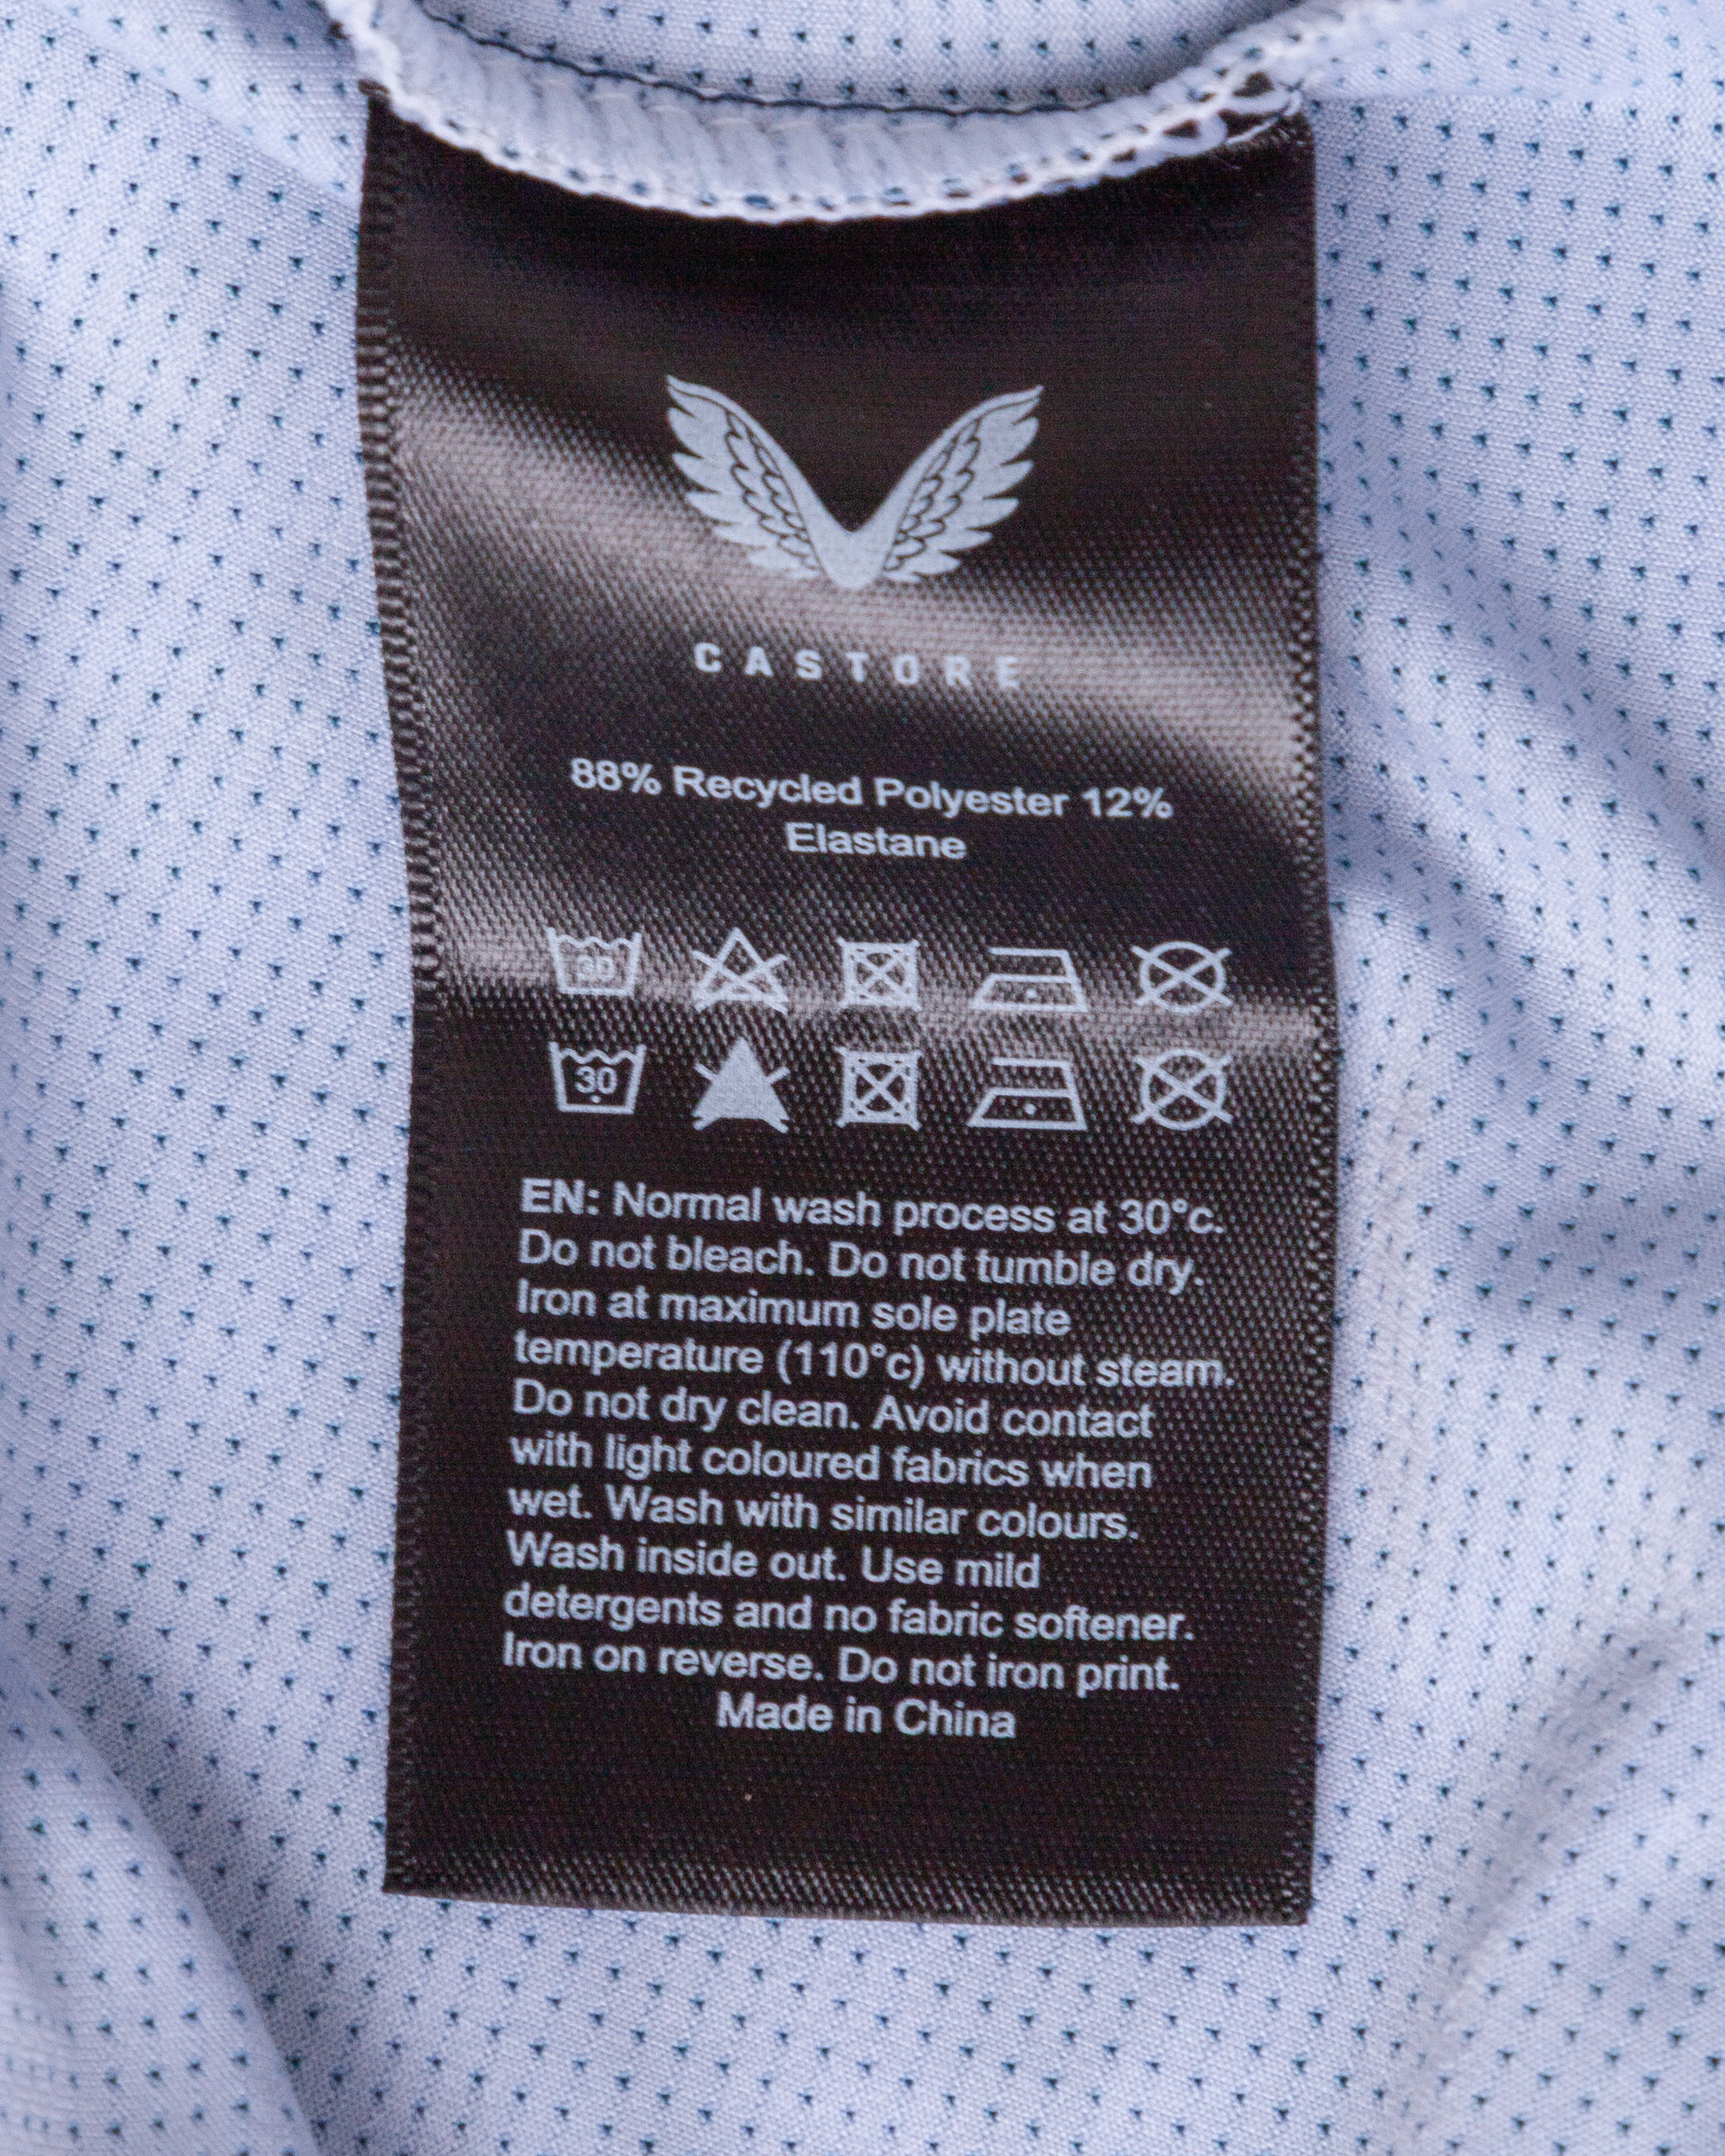 CASTORE
88% Recycled Polyester 12%
Elastane
30
30
EN: Normal wash process at 30°c.
Do not bleach. Do not tumble dry.
Iron at maximum sole plate
temperature (110°c) without steam.
Do not dry clean. Avoid contact
with light coloured fabrics when
wet. Wash with similar colours.
Wash inside out. Use mild
detergents and no fabric softener.
Iron on reverse. Do not iron print.
Made in China